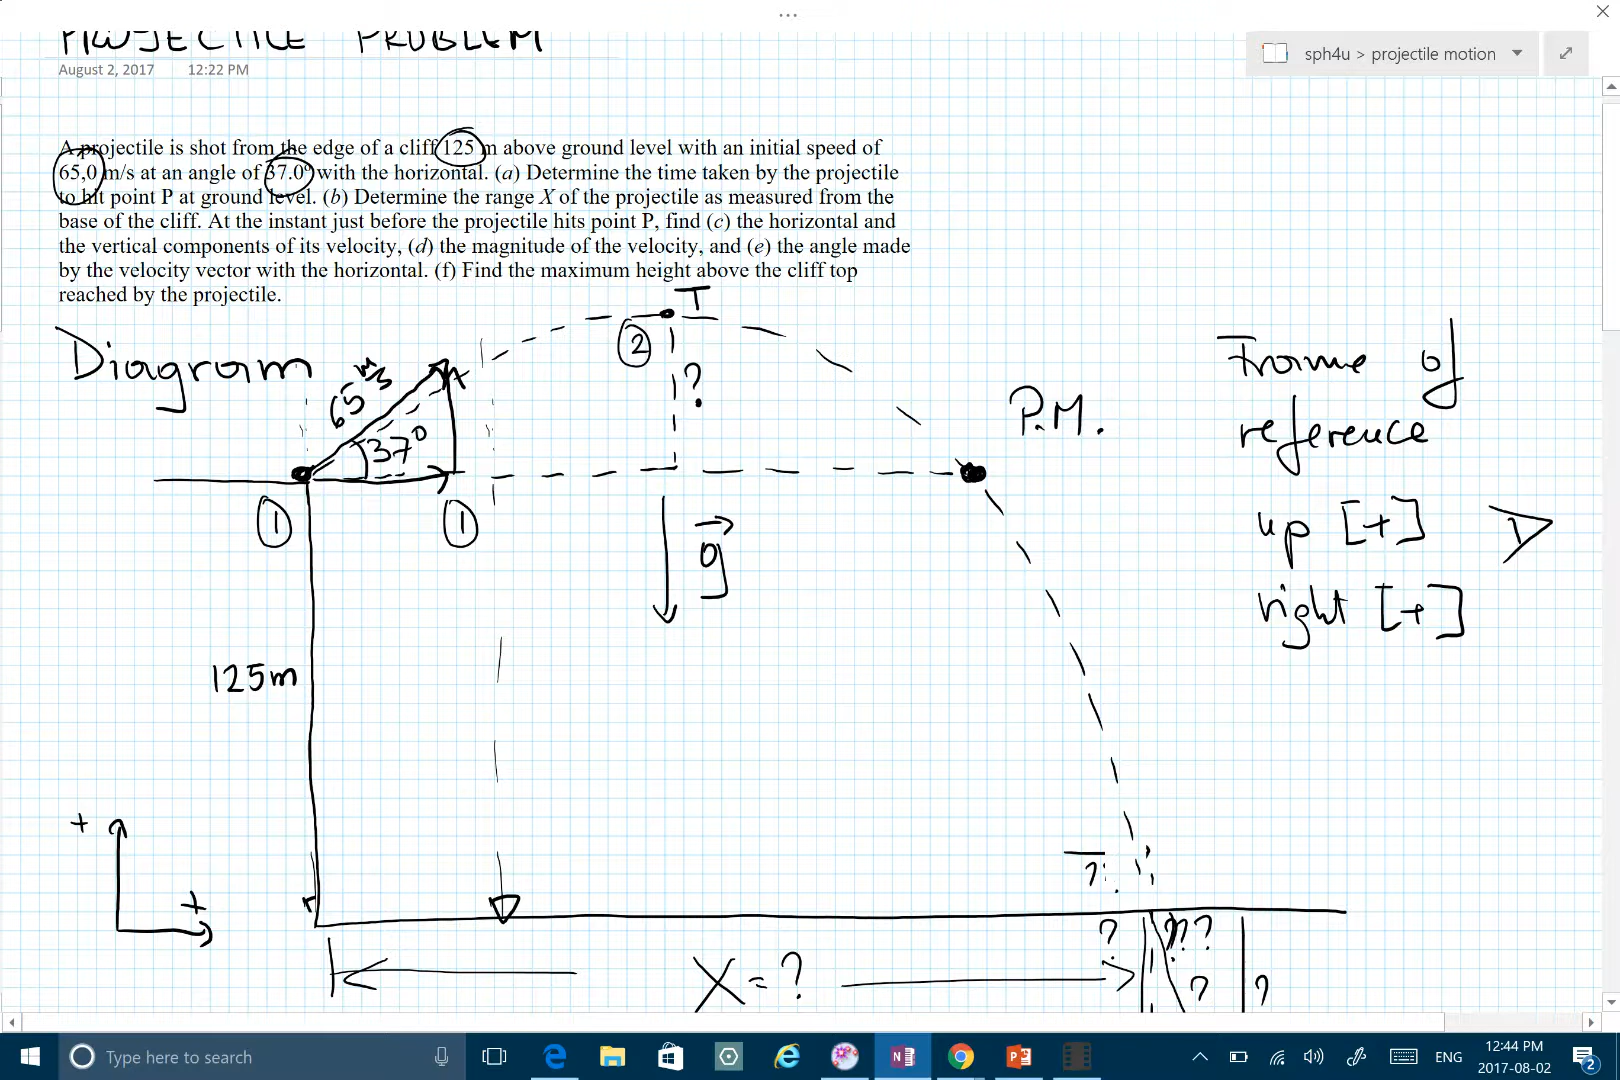 PROJECTILE PROBLEM
August 2, 2017 12:22 PM
sph4u > projectile motion
A projectile is shot from the edge of a cliff 125 m above ground level with an initial speed of
65,0 m/s at an angle of 37.0° with the horizontal. (a) Determine the time taken by the projectile
to hit point P at ground level. (b) Determine the range X of the projectile as measured from the
base of the cliff. At the instant just before the projectile hits point P, find (c) the horizontal and
the vertical components of its velocity, (d) the magnitude of the velocity, and (e) the angle made
by the velocity vector with the horizontal. (f) Find the maximum height above the cliff top
reached by the projectile.
Diagram
65 m/s
37°
T
2
?
P.M.
Frame of
reference
up [+]
right [+]
1
1
g
125m
+
+
?
?
???
?
?
X = ?
Type here to search
ENG
12:44 PM
2017-08-02
2